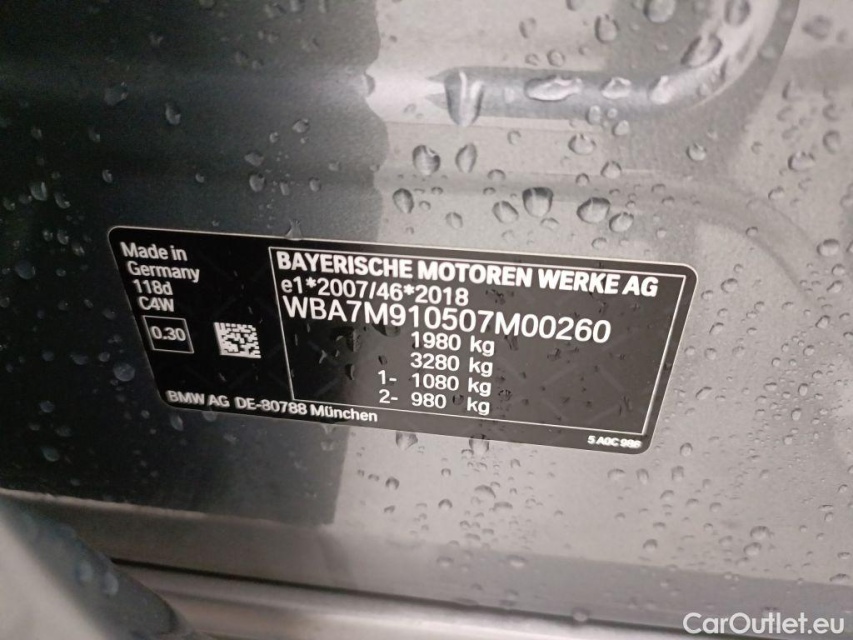 Made in
Germany
118d
C4W
0.30
BMW AG DE-80788 München
BAYERISCHE MOTOREN WERKE AG
e1*2007/46*2018
WBA7M910507M00260
1980 kg
3280 kg
1- 1080 kg
2- 980 kg
5 A0C 986
CarOutlet.eu